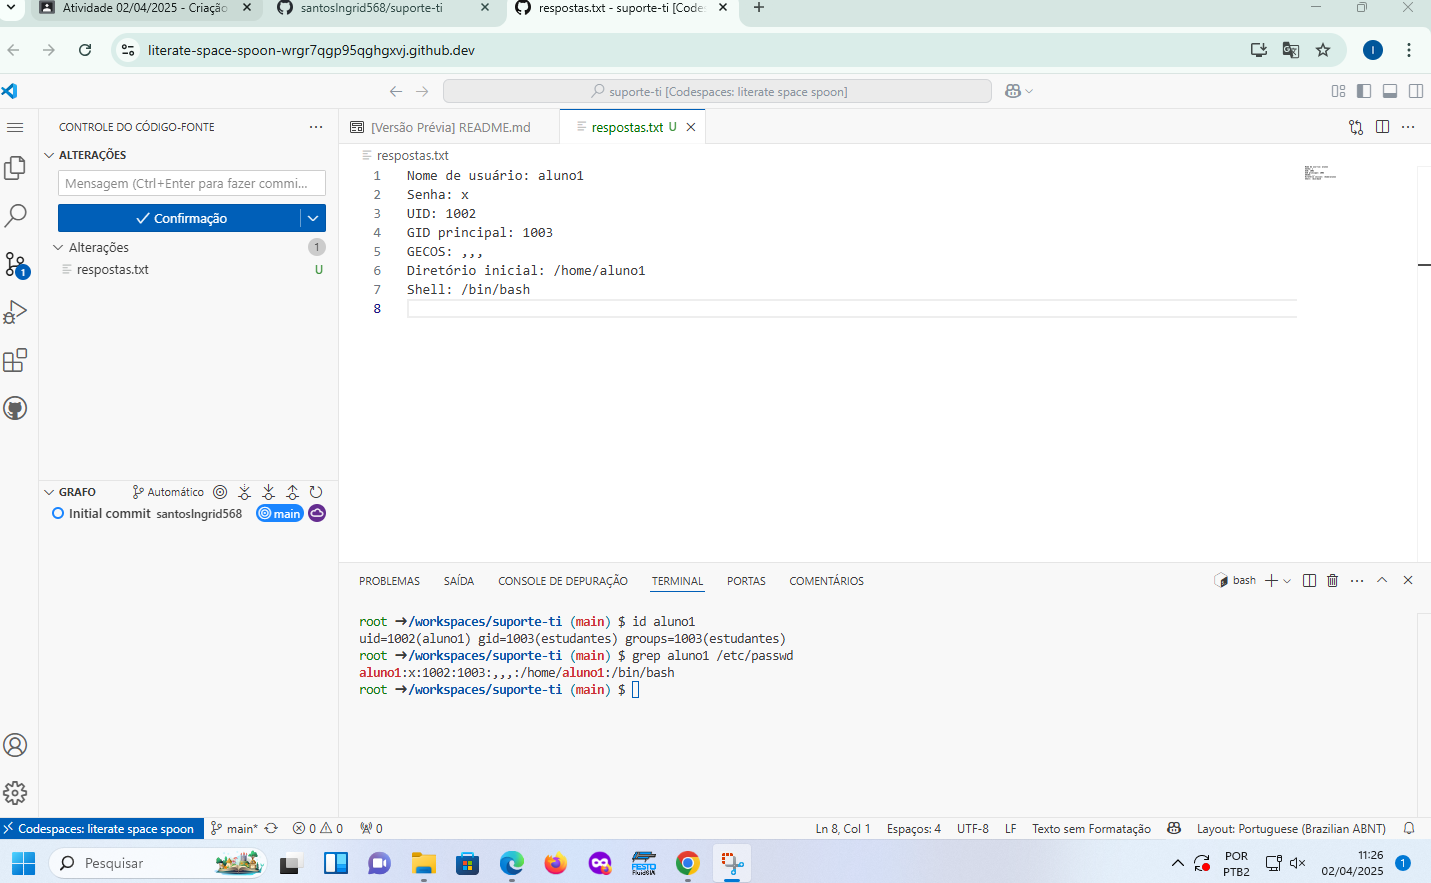 Atividade 02/04/2025 - Criação
santosIngrid568/suporte-ti
respostas.txt - suporte-ti [Codes
literate-space-spoon-wrgr7qgp95qghgxvj.github.dev
I
suporte-ti [Codespaces: literate space spoon]
CONTROLE DO CÓDIGO-FONTE
ALTERAÇÕES
Mensagem (Ctrl+Enter para fazer commi...
Confirmação
Alterações
1
respostas.txt
U
1
GRAFO
Automático
Initial commit santosIngrid568
main
[Versão Prévia] README.md
respostas.txt U
respostas.txt
1 Nome de usuário: aluno1
2 Senha: x
3 UID: 1002
4 GID principal: 1003
5 GECOS: ,,,
6 Diretório inicial: /home/aluno1
7 Shell: /bin/bash
8
PROBLEMAS SAÍDA CONSOLE DE DEPURAÇÃO TERMINAL PORTAS COMENTÁRIOS
bash
root ➜/workspaces/suporte-ti (main) $ id aluno1
uid=1002(aluno1) gid=1003(estudantes) groups=1003(estudantes)
root ➜/workspaces/suporte-ti (main) $ grep aluno1 /etc/passwd
aluno1:x:1002:1003:,,,:/home/aluno1:/bin/bash
root ➜/workspaces/suporte-ti (main) $
Codespaces: literate space spoon
main*
0 0
0
Ln 8, Col 1
Espaços: 4
UTF-8
LF
Texto sem Formatação
Layout: Portuguese (Brazilian ABNT)
Pesquisar
POR
PTB2
11:26
02/04/2025
1